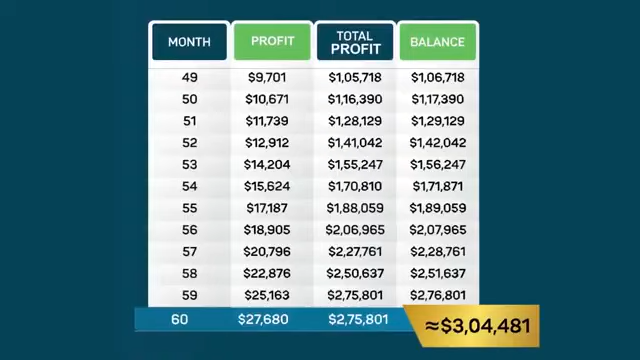 MONTH PROFIT TOTAL PROFIT BALANCE
49 $9,701 $1,05,718 $1,06,718
50 $10,671 $1,16,390 $1,17,390
51 $11,739 $1,28,129 $1,29,129
52 $12,912 $1,41,042 $1,42,042
53 $14,204 $1,55,247 $1,56,247
54 $15,624 $1,70,810 $1,71,871
55 $17,187 $1,88,059 $1,89,059
56 $18,905 $2,06,965 $2,07,965
57 $20,796 $2,27,761 $2,28,761
58 $22,876 $2,50,637 $2,51,637
59 $25,163 $2,75,801 $2,76,801
60 $27,680 $2,75,801 ≈$3,04,481